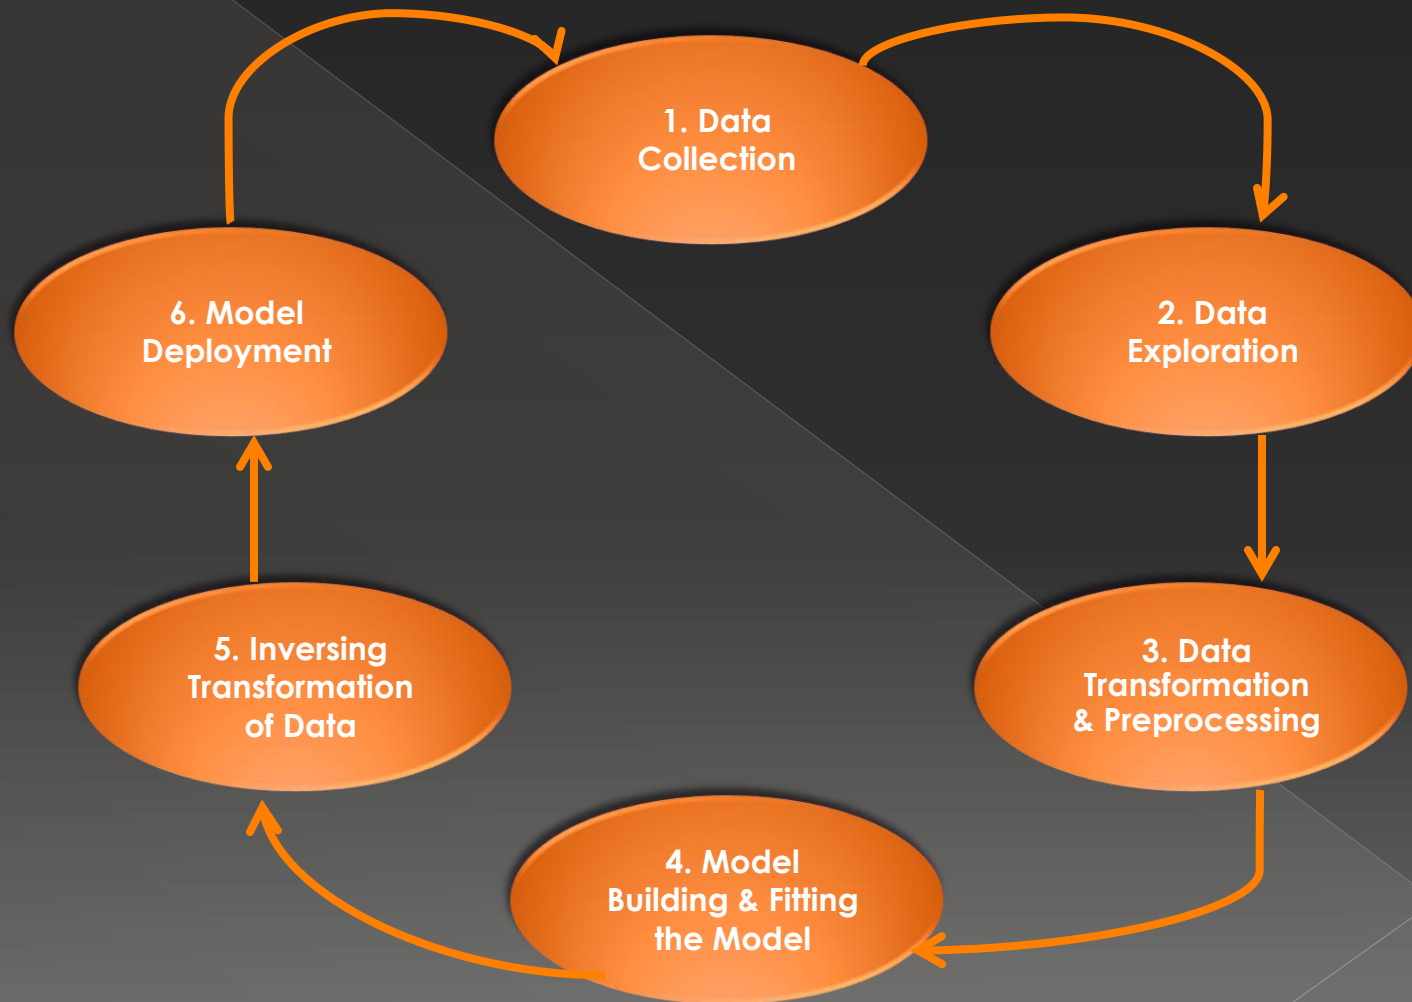 1. Data
Collection
2. Data
Exploration
3. Data
Transformation
& Preprocessing
4. Model
Building & Fitting
the Model
5. Inversing
Transformation
of Data
6. Model
Deployment